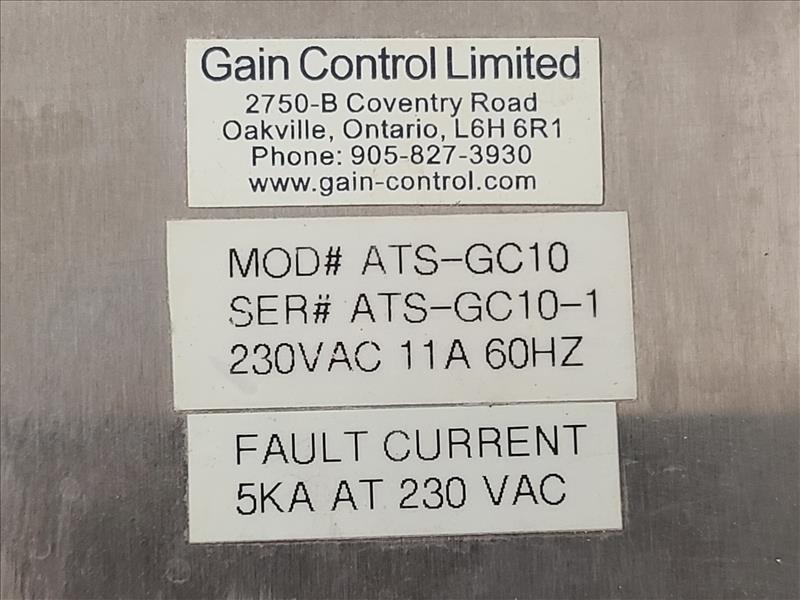 Gain Control Limited
2750-B Coventry Road
Oakville, Ontario, L6H 6R1
Phone: 905-827-3930
www.gain-control.com
MOD# ATS-GC10
SER# ATS-GC10-1
230VAC 11A 60HZ
FAULT CURRENT
5KA AT 230 VAC